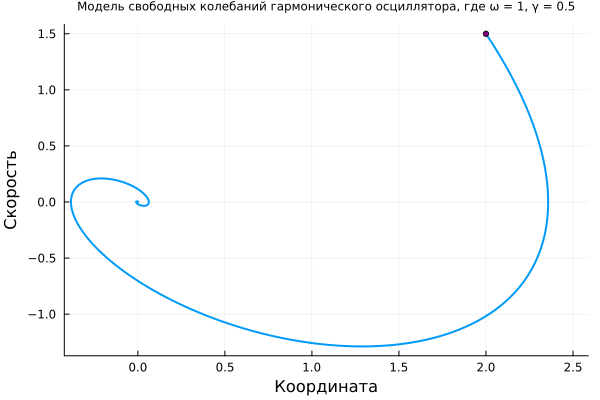 Модель свободных колебаний гармонического осциллятора, где ω = 1, γ = 0.5
1.5
1.0
0.5
0.0
−0.5
−1.0
Скорость
0.0 0.5 1.0 1.5 2.0 2.5
Координата